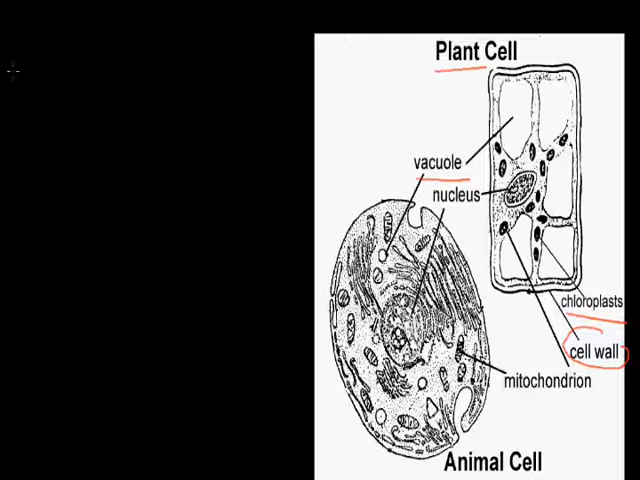 Plant Cell
vacuole
nucleus
chloroplasts
cell wall
mitochondrion
Animal Cell